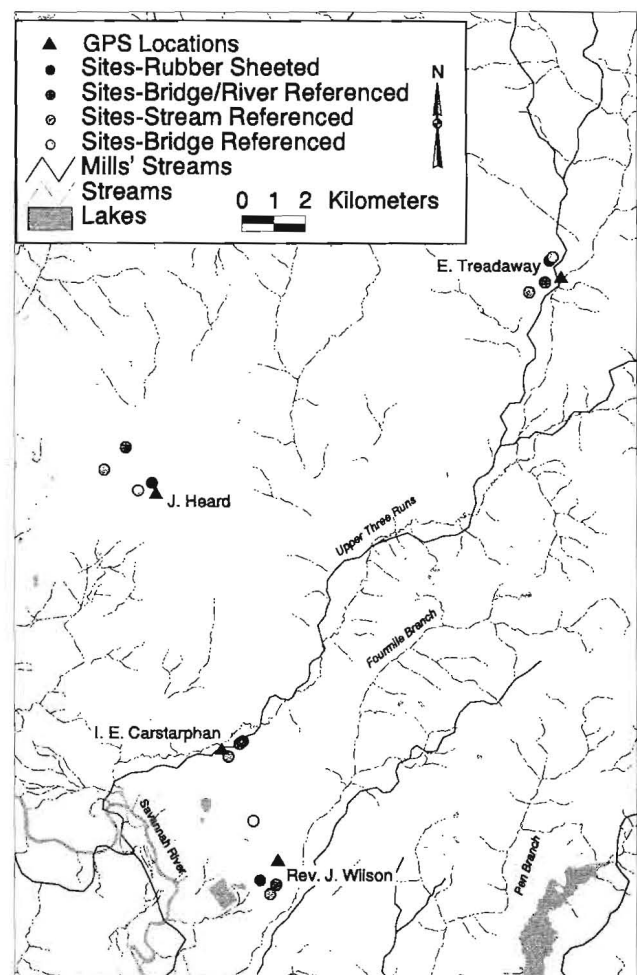 GPS Locations
Sites-Rubber Sheeted
Sites-Bridge/River Referenced
Sites-Stream Referenced
Sites-Bridge Referenced
Mills' Streams
Streams
Lakes
0 1 2 Kilometers
N
E. Treadaway
J. Heard
Upper Three Runs
Fourmile Branch
I. E. Carstarphan
Savannah River
Rev. J. Wilson
Pen Branch